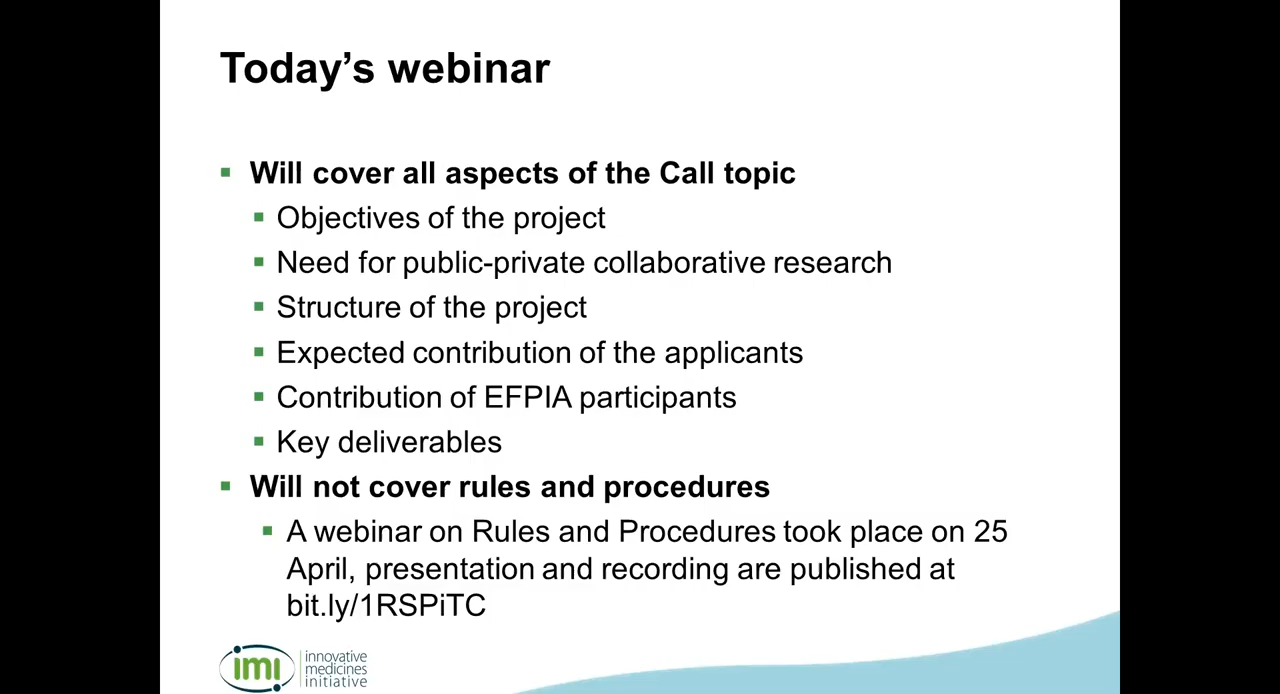 Today’s webinar
Will cover all aspects of the Call topic
Objectives of the project
Need for public-private collaborative research
Structure of the project
Expected contribution of the applicants
Contribution of EFPIA participants
Key deliverables
Will not cover rules and procedures
A webinar on Rules and Procedures took place on 25
April, presentation and recording are published at
bit.ly/1RSPiTC
imi
innovative
medicines
initiative